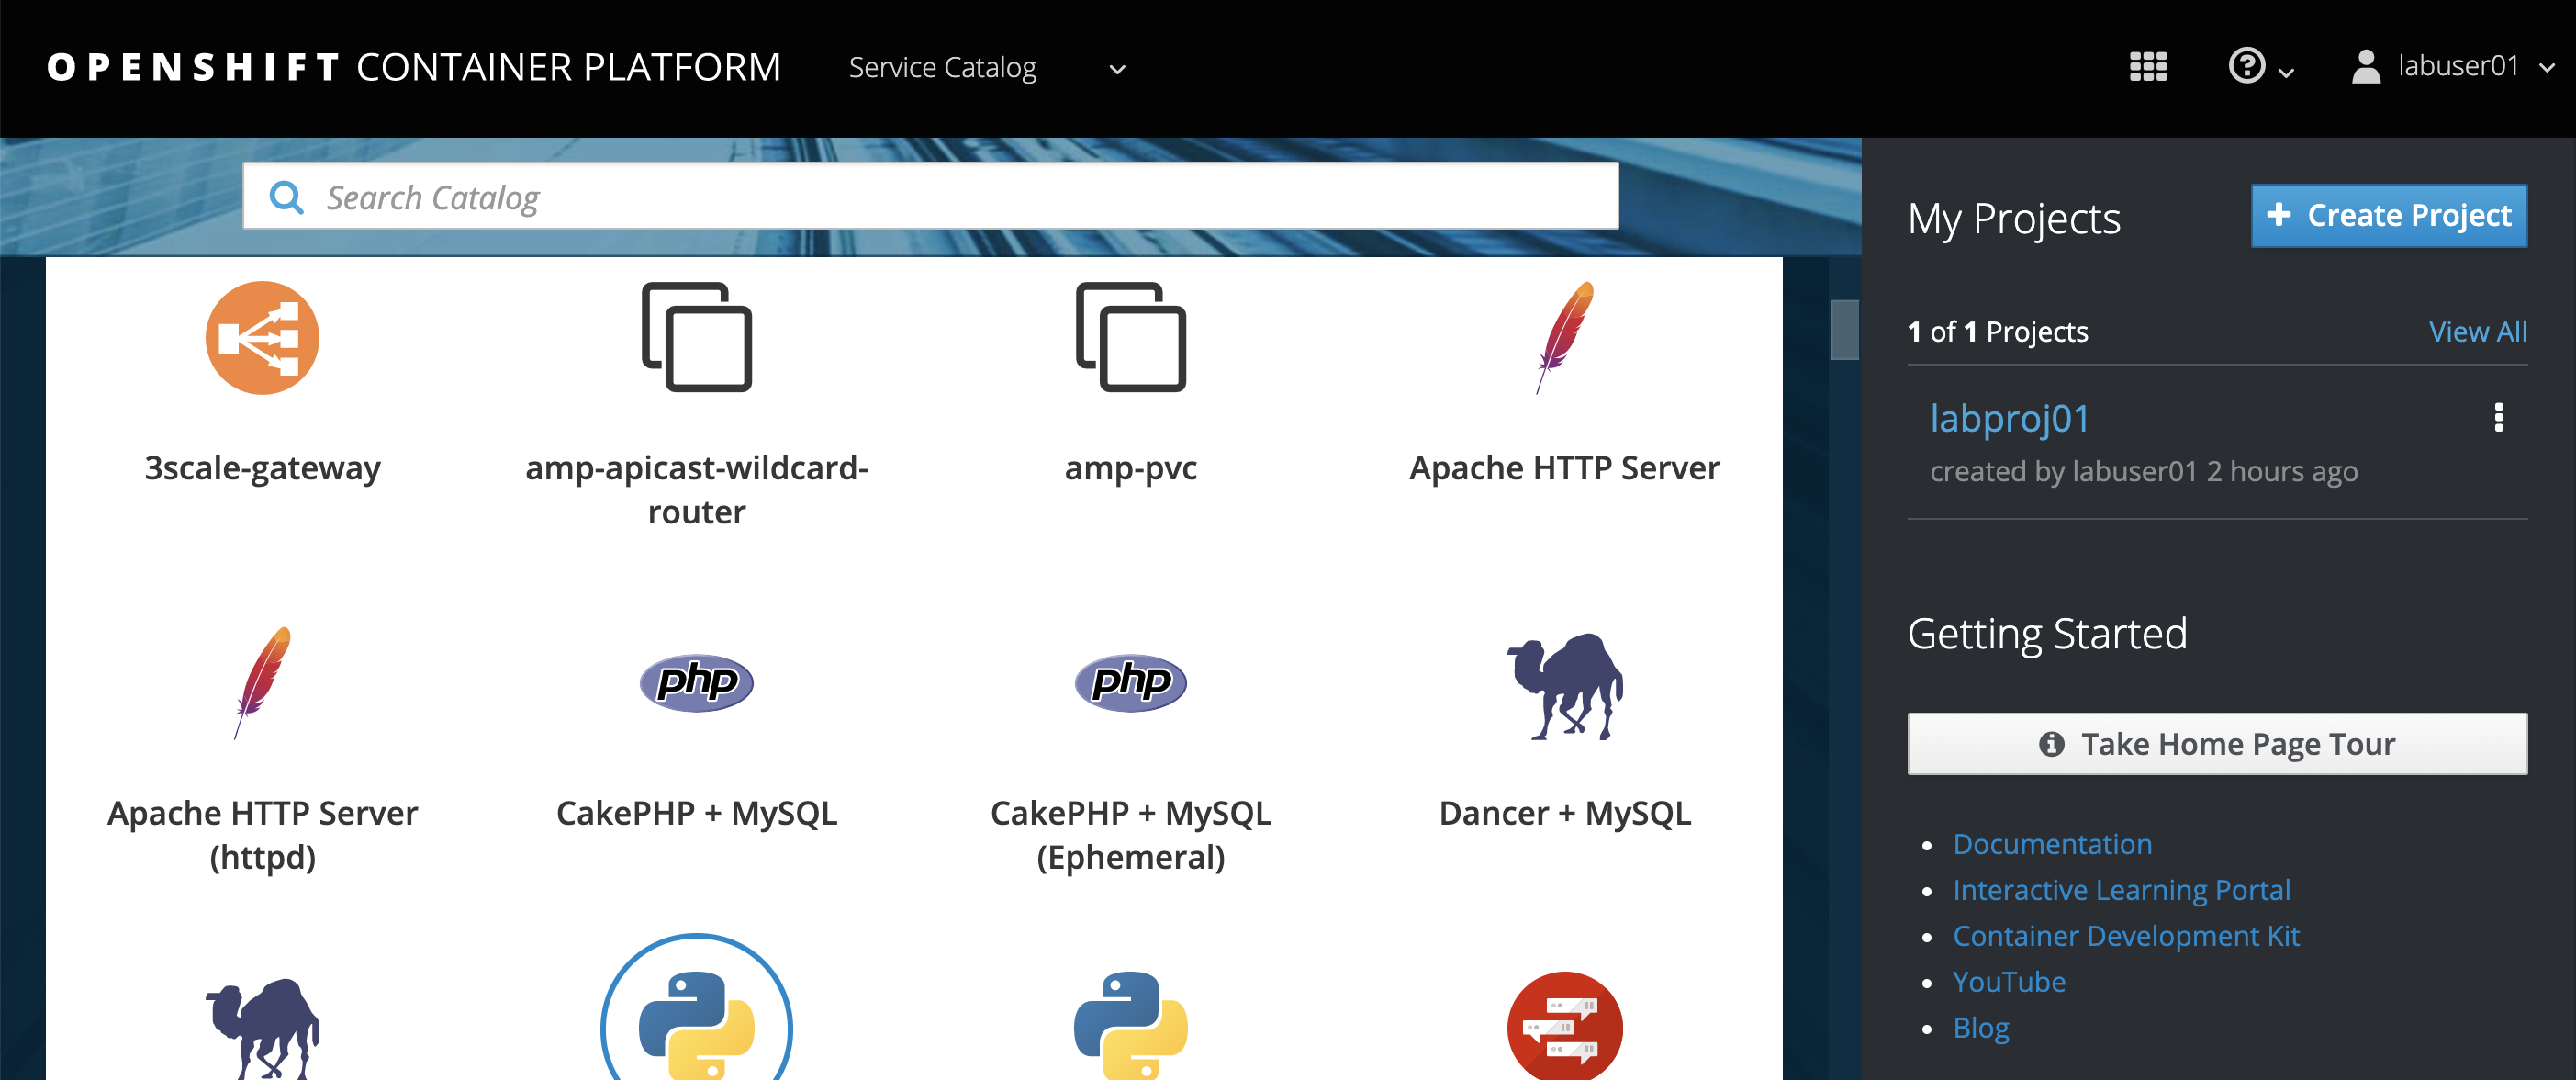 OPENSHIFT CONTAINER PLATFORM
Service Catalog
labuser01
Search Catalog
3scale-gateway
amp-apicast-wildcard-
router
amp-pvc
Apache HTTP Server
Apache HTTP Server
(httpd)
php
CakePHP + MySQL
php
CakePHP + MySQL
(Ephemeral)
Dancer + MySQL
My Projects
Create Project
1 of 1 Projects
View All
labproj01
created by labuser01 2 hours ago
Getting Started
Take Home Page Tour
Documentation
Interactive Learning Portal
Container Development Kit
YouTube
Blog